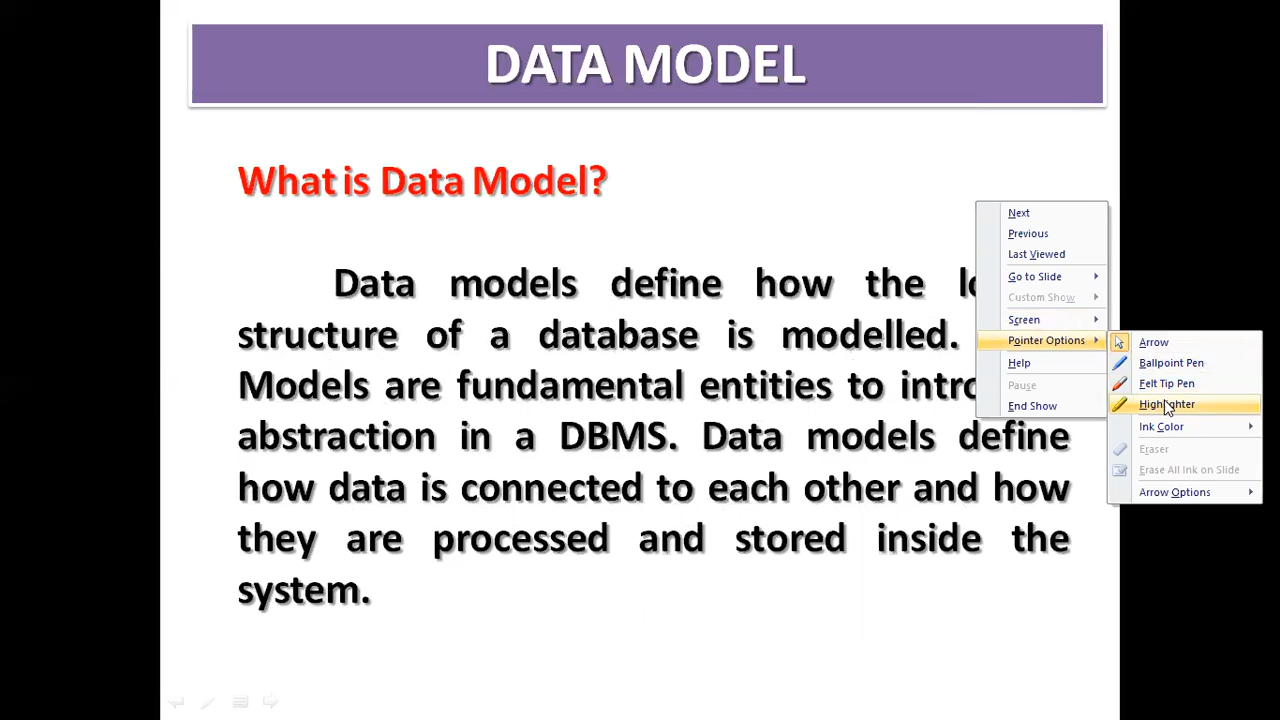 DATA MODEL
What is Data Model?
Data models define how the
structure of a database is modelled.
Models are fundamental entities to
abstraction in a DBMS. Data models define
how data is connected to each other and how
they are processed and stored inside the
system.
Next
Previous
Last Viewed
Go to Slide
Custom Show
Screen
Pointer Options
Help
Pause
End Show
Arrow
Ballpoint Pen
Felt Tip Pen
Highlighter
Ink Color
Eraser
Erase All Ink on Slide
Arrow Options